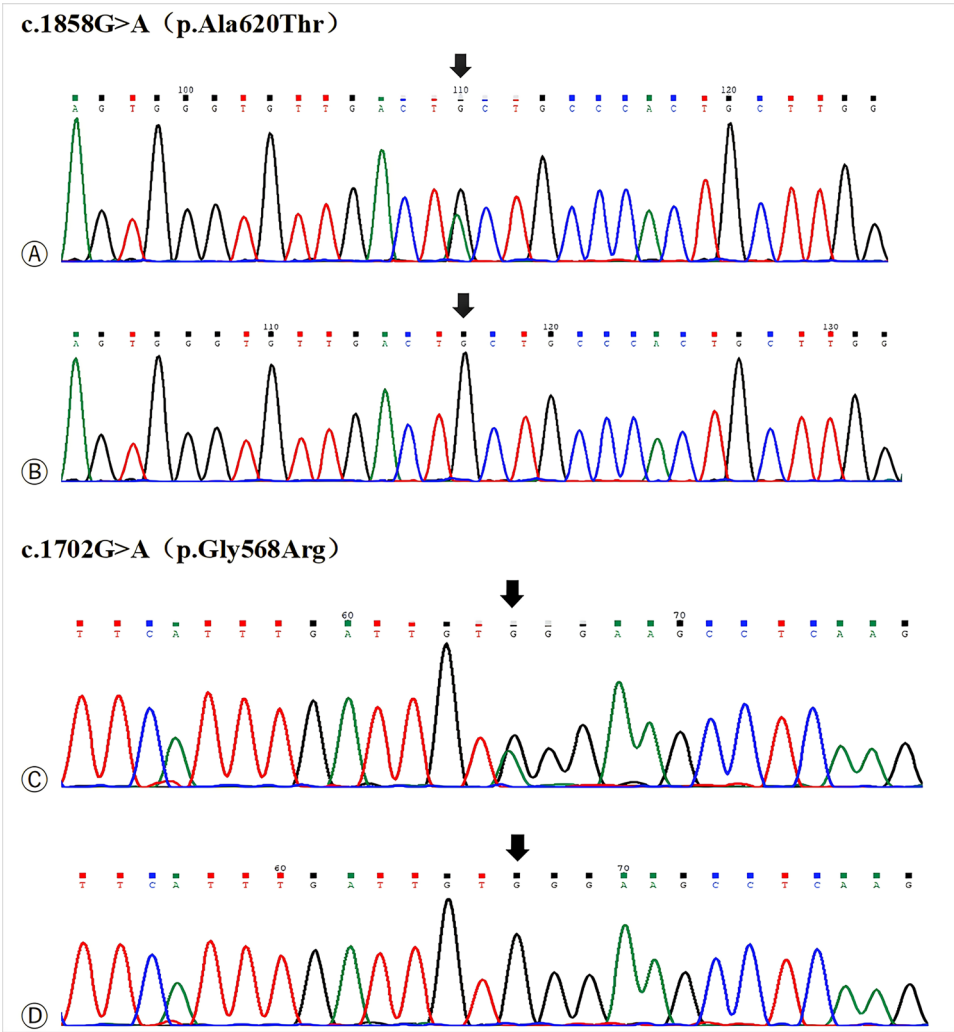 c.1858G>A（p.Ala620Thr）
100 110 120
A G T G G G T G T T G A C T G C T G C C C A C T G C T T G G
A
110 120 130
A G T G G G T G T T G A C T G C T G C C C A C T G C T T G G
B
c.1702G>A（p.Gly568Arg）
60 70
T T C A T T T G A T T G T G G G A A G C C T C A A G
C
60 70
T T C A T T T G A T T G T G G G A A G C C T C A A G
D